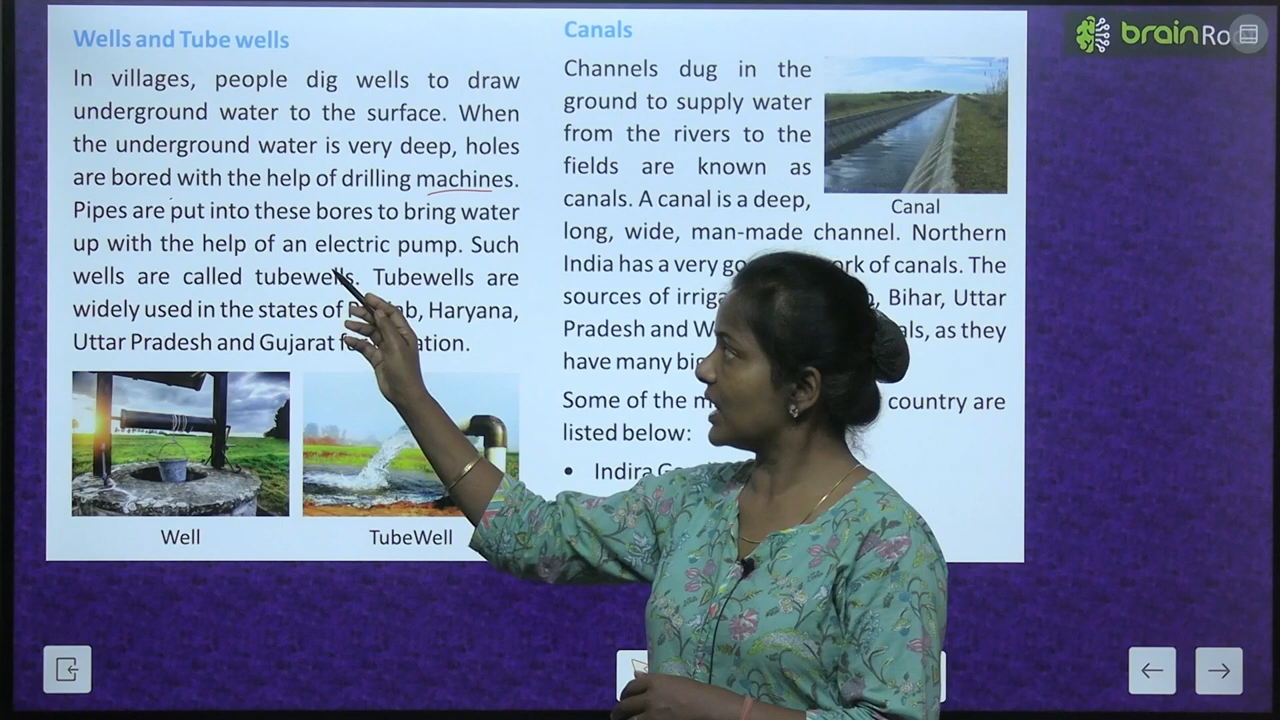 Wells and Tube wells
In villages, people dig wells to draw
underground water to the surface. When
the underground water is very deep, holes
are bored with the help of drilling machines.
Pipes are put into these bores to bring water
up with the help of an electric pump. Such
wells are called tubewells. Tubewells are
widely used in the states of Haryana,
Uttar Pradesh and Gujarat
Well
TubeWell
Canals
Channels dug in the
ground to supply water
from the rivers to the
fields are known as
canals. A canal is a deep,
long, wide, man-made channel. Northern
India has a very of canals. The
sources of Bihar, Uttar
Pradesh and as they
have many
Some of the country are
listed below:
• Indira
Canal
brain